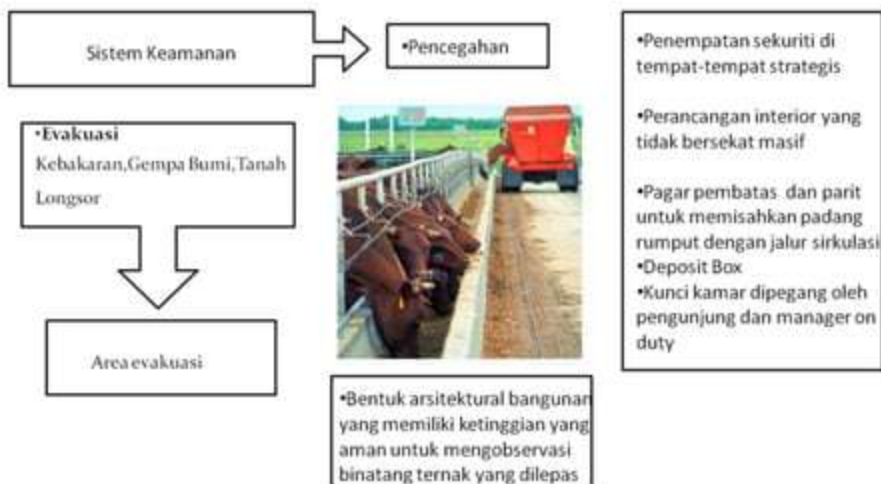 Sistem Keamanan
•Pencegahan
•Evakuasi
Kebakaran,Gempa Bumi,Tanah
Longsor
Area evakuasi
•Bentuk arsitektural bangunan
yang memiliki ketinggian yang
aman untuk mengobservasi
binatang ternak yang dilepas
•Penempatan sekuriti di
tempat-tempat strategis
•Perancangan interior yang
tidak bersekat masif
•Pagar pembatas dan parit
untuk memisahkan padang
rumput dengan jalur sirkulasi
•Deposit Box
•Kunci kamar dipegang oleh
pengunjung dan manager on
duty